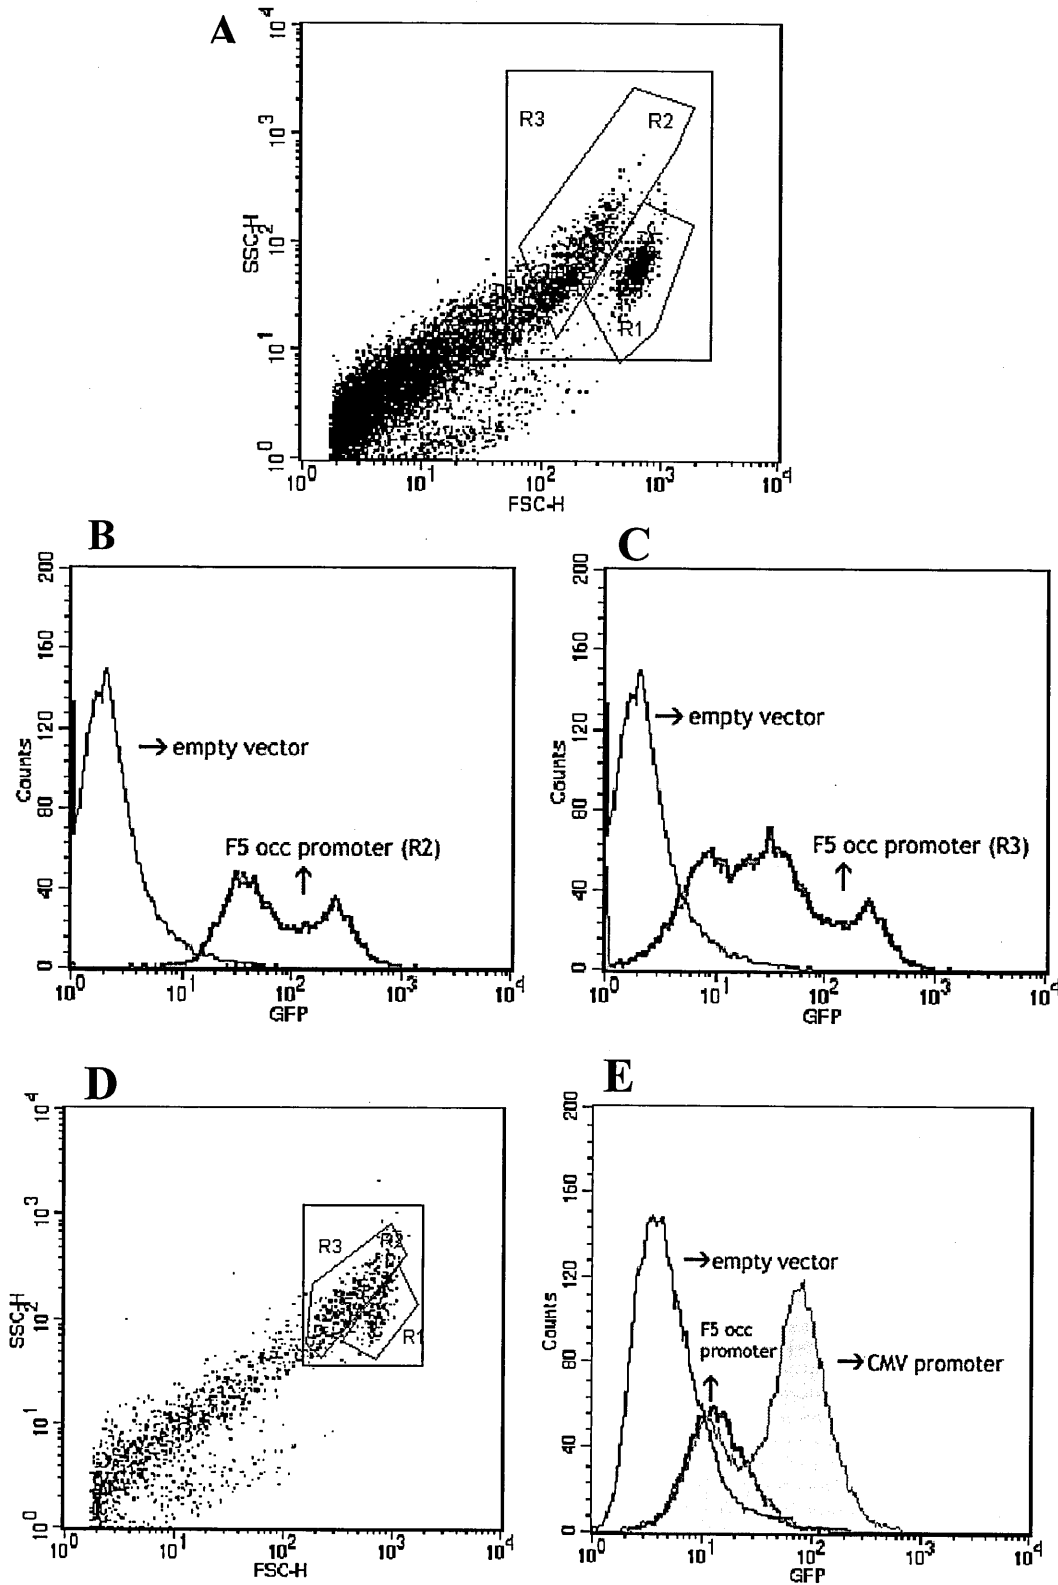 A
10^4
10^3
10^2
10^1
10^0
SSC-H
R3
R2
R1
10^0 10^1 10^2 10^3 10^4
FSC-H
B
200
160
120
80
40
0
Counts
→ empty vector
F5 occ promoter (R2)
10^0 10^1 10^2 10^3 10^4
GFP
C
200
160
120
80
40
0
Counts
→ empty vector
F5 occ promoter (R3)
10^0 10^1 10^2 10^3 10^4
GFP
D
10^4
10^3
10^2
10^1
10^0
SSC-H
R3
R2
R1
10^0 10^1 10^2 10^3 10^4
FSC-H
E
200
160
120
80
40
0
Counts
→ empty vector
F5 occ
promoter
→ CMV promoter
10^0 10^1 10^2 10^3 10^4
GFP